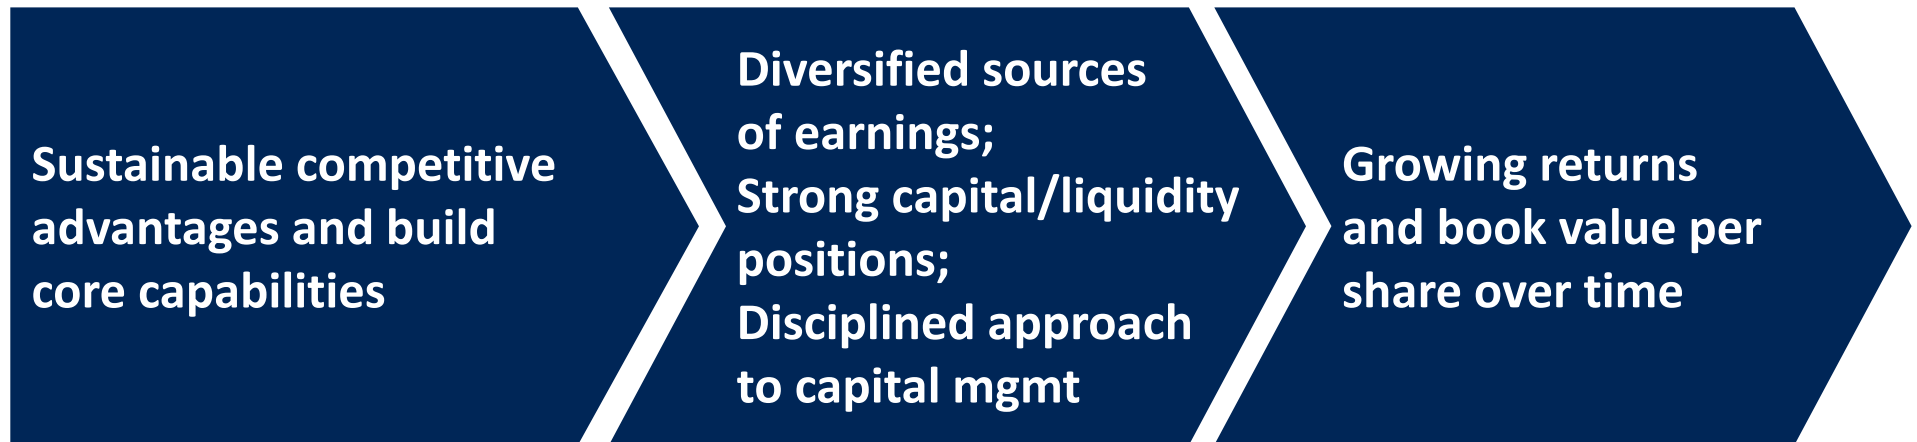 Sustainable competitive
advantages and build
core capabilities
Diversified sources
of earnings;
Strong capital/liquidity
positions;
Disciplined approach
to capital mgmt
Growing returns
and book value per
share over time